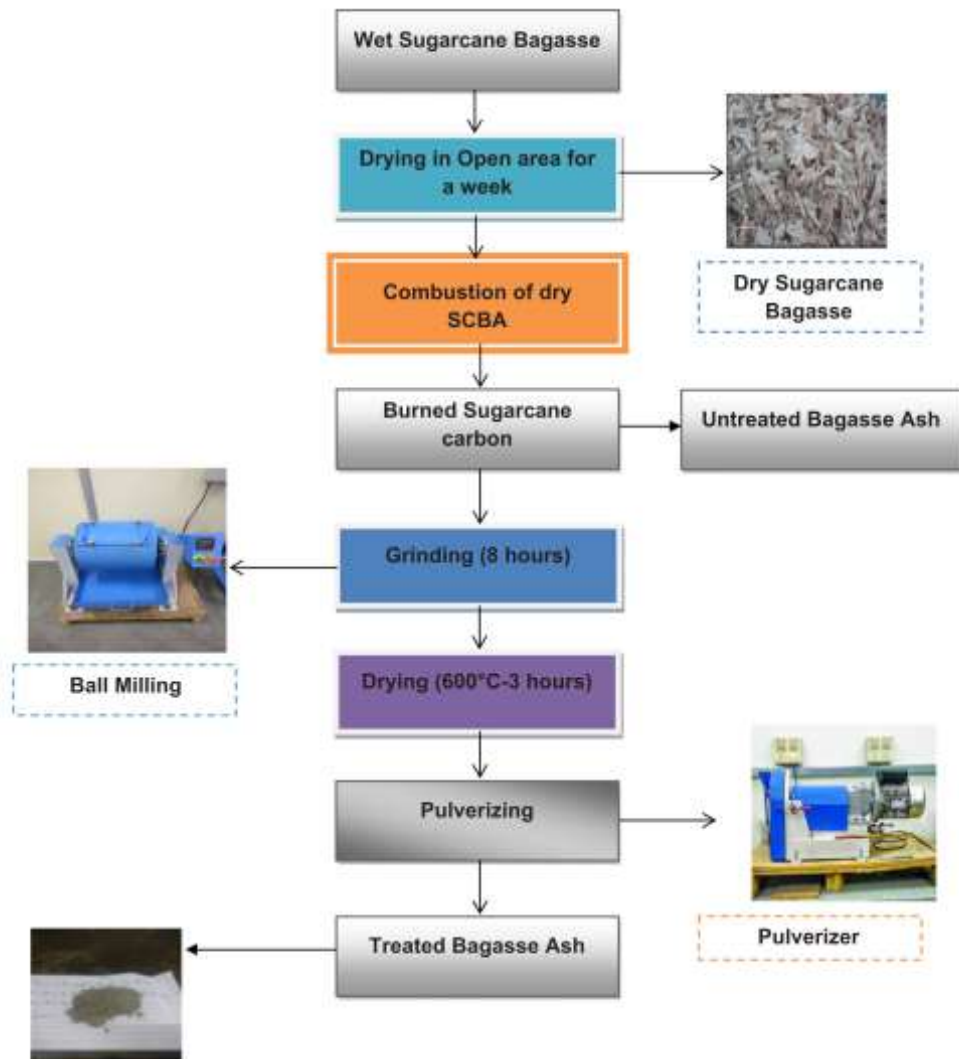 Wet Sugarcane Bagasse
Drying in Open area for
a week
Dry Sugarcane
Bagasse
Combustion of dry
SCBA
Burned Sugarcane
carbon
Untreated Bagasse Ash
Grinding (8 hours)
Ball Milling
Drying (600°C-3 hours)
Pulverizing
Pulverizer
Treated Bagasse Ash